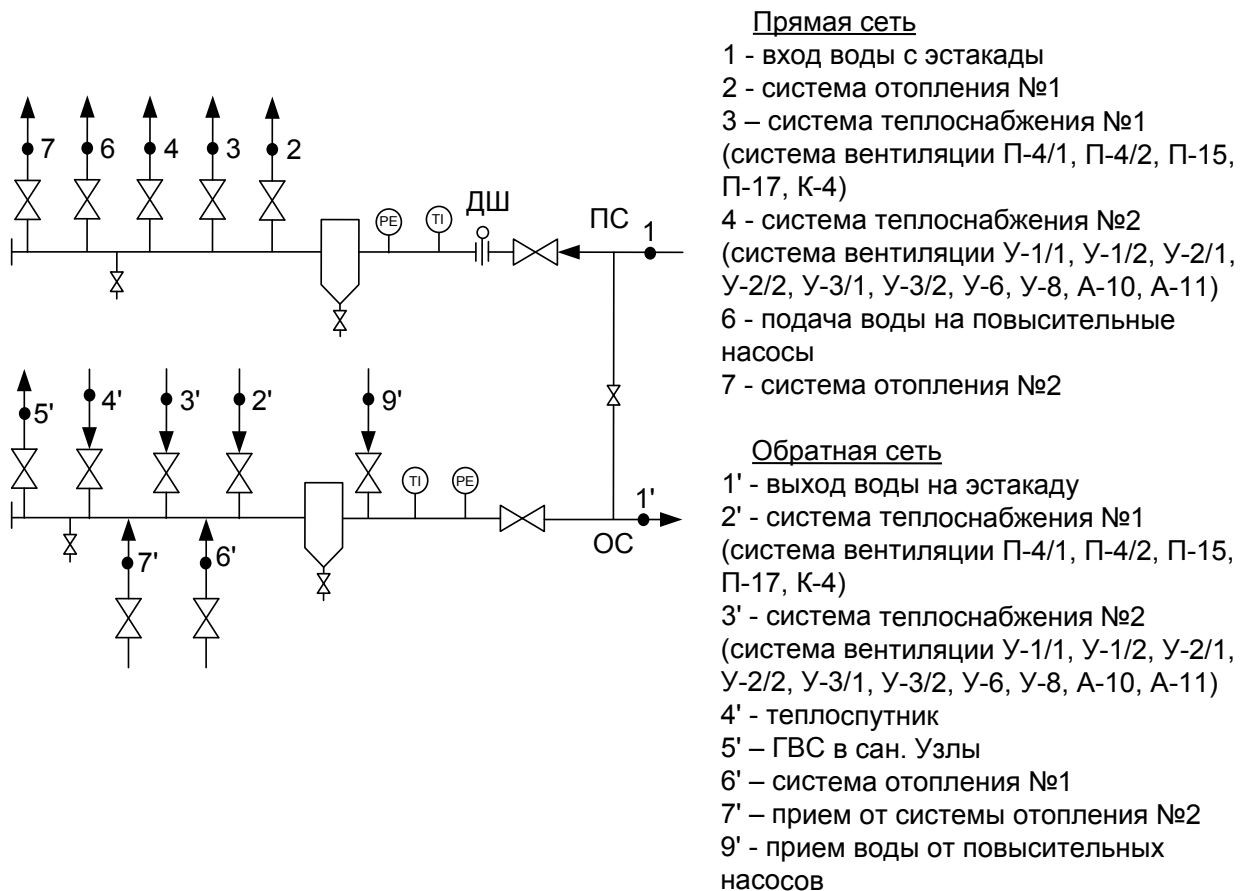 7
6
4
3
2
PE
TI
ДШ
ПС
1
5'
4'
3'
2'
9'
TI
PE
1'
ОС
7'
6'
Прямая сеть
1 - вход воды с эстакады
2 - система отопления №1
3 – система теплоснабжения №1
(система вентиляции П-4/1, П-4/2, П-15,
П-17, К-4)
4 - система теплоснабжения №2
(система вентиляции У-1/1, У-1/2, У-2/1,
У-2/2, У-3/1, У-3/2, У-6, У-8, А-10, А-11)
6 - подача воды на повысительные
насосы
7 - система отопления №2
Обратная сеть
1' - выход воды на эстакаду
2' - система теплоснабжения №1
(система вентиляции П-4/1, П-4/2, П-15,
П-17, К-4)
3' - система теплоснабжения №2
(система вентиляции У-1/1, У-1/2, У-2/1,
У-2/2, У-3/1, У-3/2, У-6, У-8, А-10, А-11)
4' - теплоспутник
5' – ГВС в сан. Узлы
6' – система отопления №1
7' – прием от системы отопления №2
9' - прием воды от повысительных
насосов